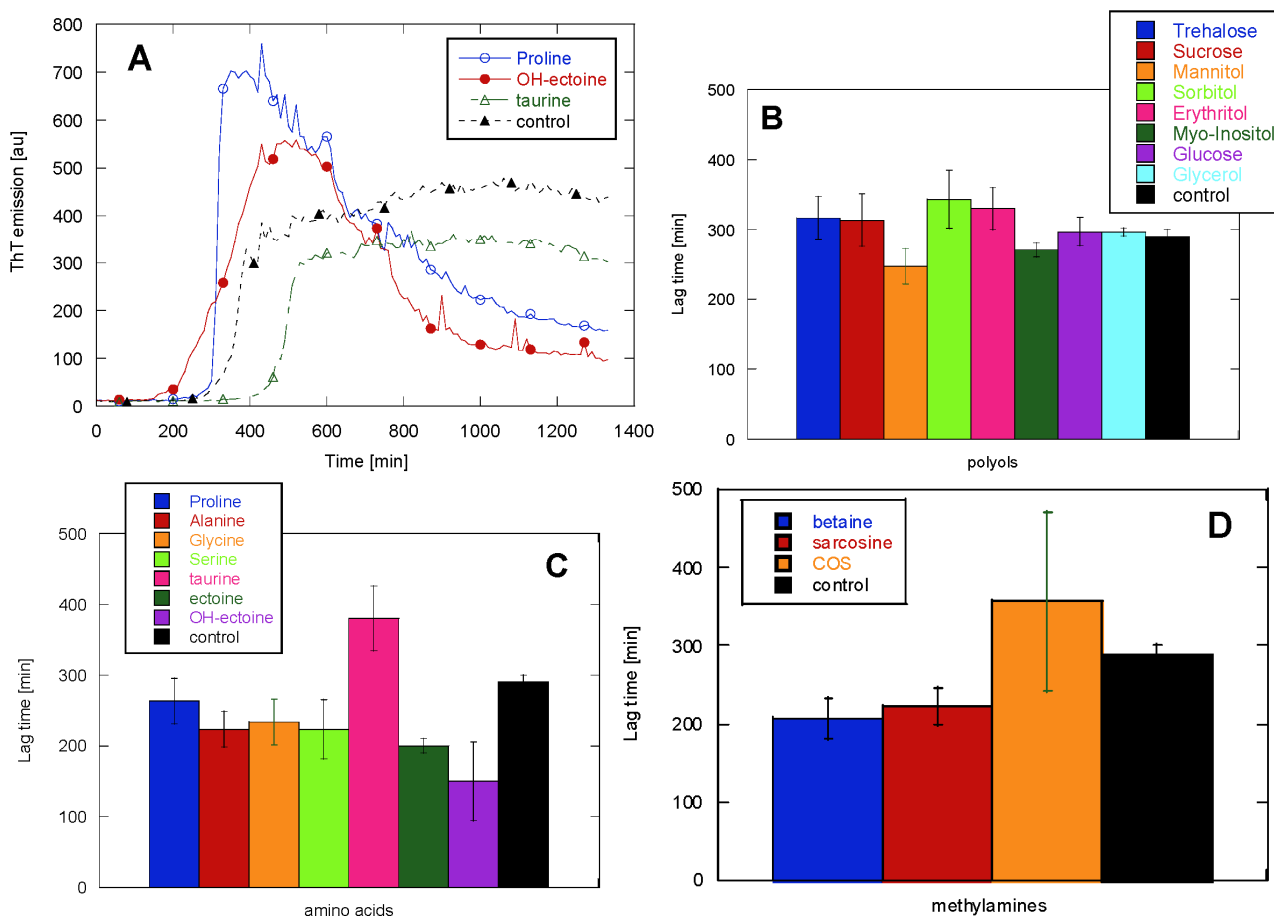 A
800
700
600
500
400
300
200
100
0
ThT emission [au]
Proline
OH-ectoine
taurine
control
0 200 400 600 800 1000 1200 1400
Time [min]
B
Trehalose
Sucrose
Mannitol
Sorbitol
Erythritol
Myo-Inositol
Glucose
Glycerol
control
500
400
300
200
100
0
Lag time [min]
polyols
C
Proline
Alanine
Glycine
Serine
taurine
ectoine
OH-ectoine
control
500
400
300
200
100
0
Lag time [min]
amino acids
D
betaine
sarcosine
COS
control
500
400
300
200
100
0
Lag time [min]
methylamines